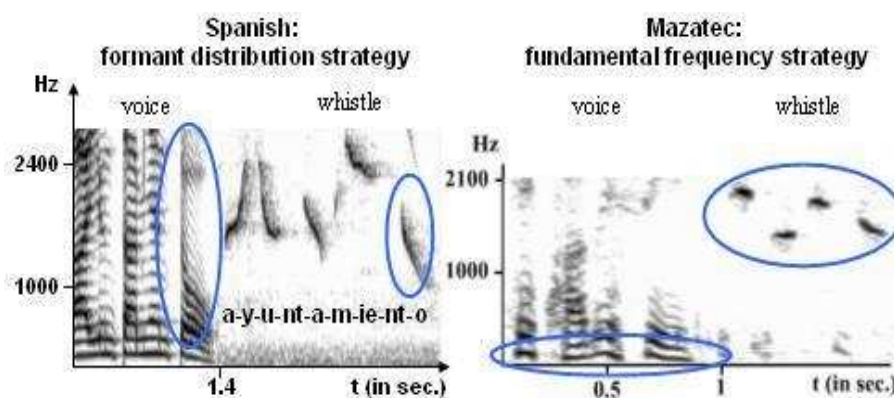 Spanish:
formant distribution strategy
Hz
voice
whistle
2400
1000
a-y-u-nt-a-m-ie-nt-o
1.4
t (in sec.)
Mazatec:
fundamental frequency strategy
voice
whistle
Hz
2100
1000
0.5
1
t (in sec.)